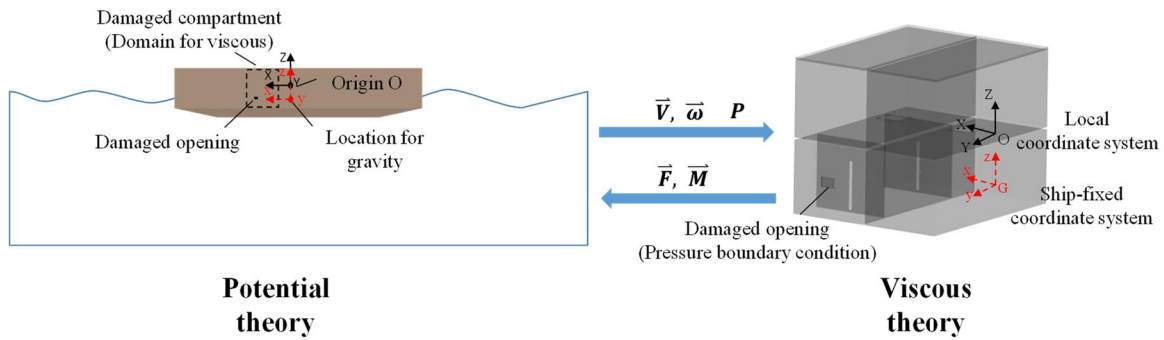 Damaged compartment
(Domain for viscous)
Z
z
X
Y
Origin O
x
y
Damaged opening
Location for
gravity
V, ω P
F, M
Z
X
Y
O
Local
coordinate system
z
x
y
G
Ship-fixed
coordinate system
Damaged opening
(Pressure boundary condition)
Potential
theory
Viscous
theory